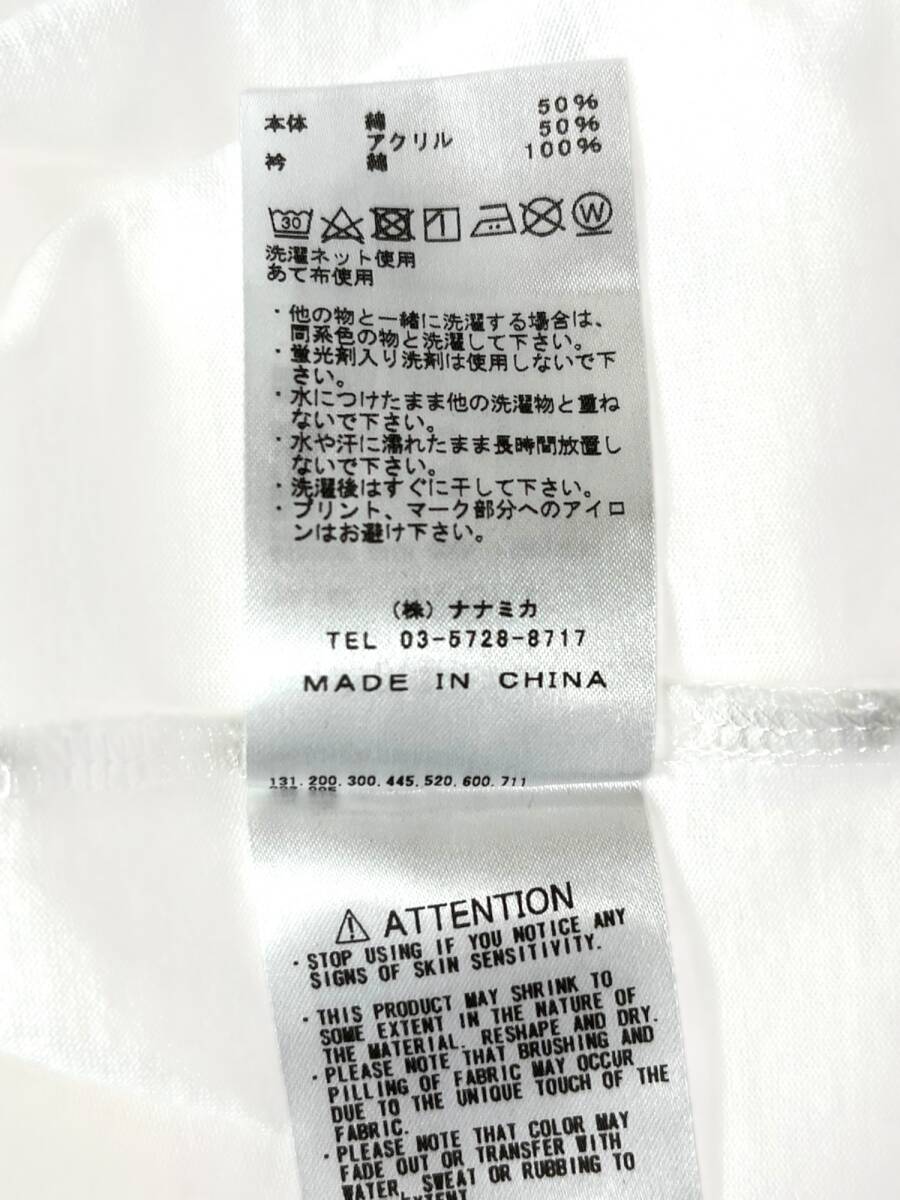 本体 綿 50%
アクリル 50%
衿 綿 100%
30 W
洗濯ネット使用
あて布使用
・他の物と一緒に洗濯する場合は、
同系色の物と洗濯して下さい。
・蛍光剤入り洗剤は使用しないで下
さい。
・水につけたまま他の洗濯物と重ね
ないで下さい。
・水や汗に濡れたまま長時間放置し
ないで下さい。
・洗濯後はすぐに干して下さい。
・プリント、マーク部分へのアイロ
ンはお避け下さい。
(株) ナナミカ
TEL 03-5728-8717
MADE IN CHINA
131.200.300.445.520.600.711
ATTENTION
・STOP USING IF YOU NOTICE ANY
SIGNS OF SKIN SENSITIVITY.
・THIS PRODUCT MAY SHRINK TO
SOME EXTENT IN THE NATURE OF
THE MATERIAL. RESHAPE AND DRY.
・PLEASE NOTE THAT BRUSHING AND
PILLING OF FABRIC MAY OCCUR
DUE TO THE UNIQUE TOUCH OF THE
FABRIC.
・PLEASE NOTE THAT COLOR MAY
FADE OUT OR TRANSFER WITH
WATER, SWEAT OR RUBBING TO
EXTENT